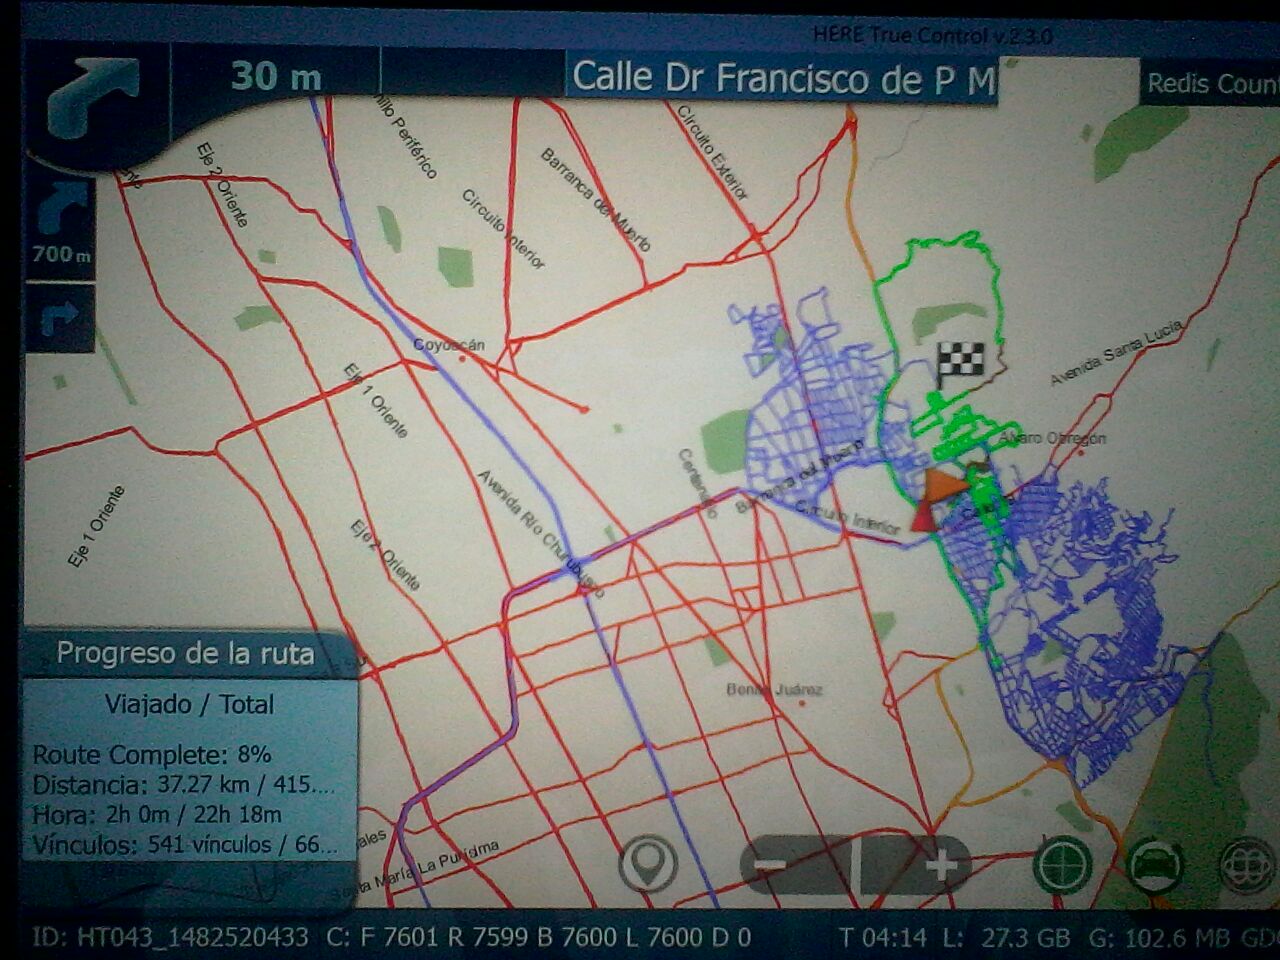 HERE True Control v.2.3.0
30 m
Calle Dr Francisco de P M
Redis Coun
700 m
Eje 2 Oriente
Periférico
Circuito Interior
Barranca del Muerto
Circuito Exterior
Coyoacán
Eje 1 Oriente
Avenida Santa Lucía
Alvaro Obregón
Centenario
Barranca del Muerto
Circuito Interior
Eje 1 Oriente
Avenida Río Churubusco
Eje 2 Oriente
Benito Juárez
Progreso de la ruta
Viajado / Total
Route Complete: 8%
Distancia: 37.27 km / 415....
Hora: 2h 0m / 22h 18m
Vínculos: 541 vínculos / 66...
Santa María La Purísima
ID: HT043_1482520433 C: F 7601 R 7599 B 7600 L 7600 D 0
T 04:14 L: 27.3 GB G: 102.6 MB GD